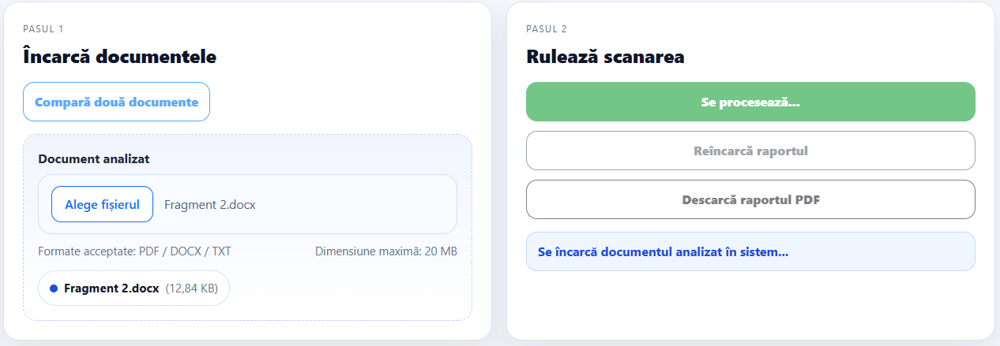 PASUL 1
Încarcă documentele
Compară două documente
Document analizat
Alege fișierul
Fragment 2.docx
Formate acceptate: PDF / DOCX / TXT
Dimensiune maximă: 20 MB
Fragment 2.docx (12,84 KB)
PASUL 2
Rulează scanarea
Se procesează...
Reîncarcă raportul
Descarcă raportul PDF
Se încarcă documentul analizat în sistem...